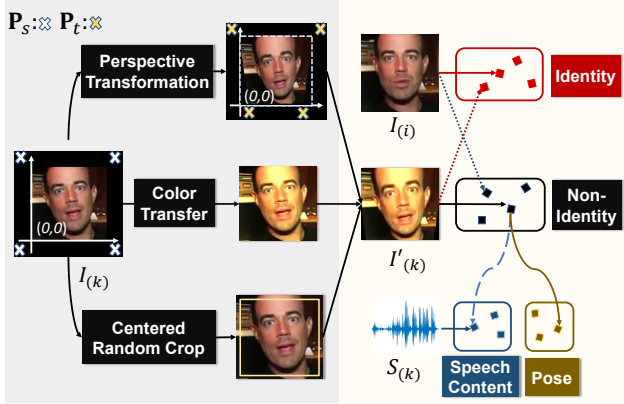 P_s: P_t:
Perspective
Transformation
(0,0)
I_(i)
Identity
(0,0)
I_(k)
Color
Transfer
I'_(k)
Non-
Identity
Centered
Random Crop
S_(k)
Speech
Content
Pose